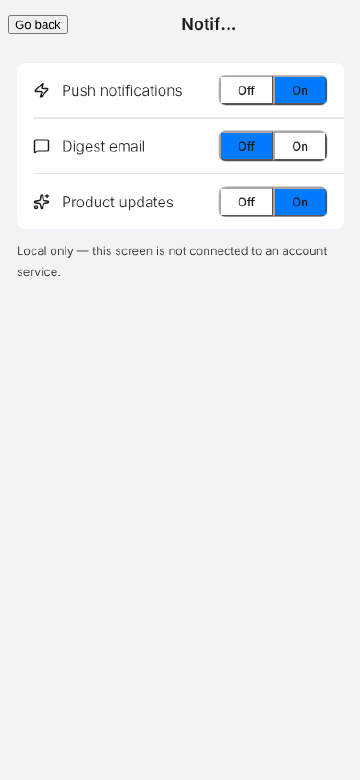 Go back
Notif...
Push notifications Off On
Digest email Off On
Product updates Off On
Local only — this screen is not connected to an account
service.